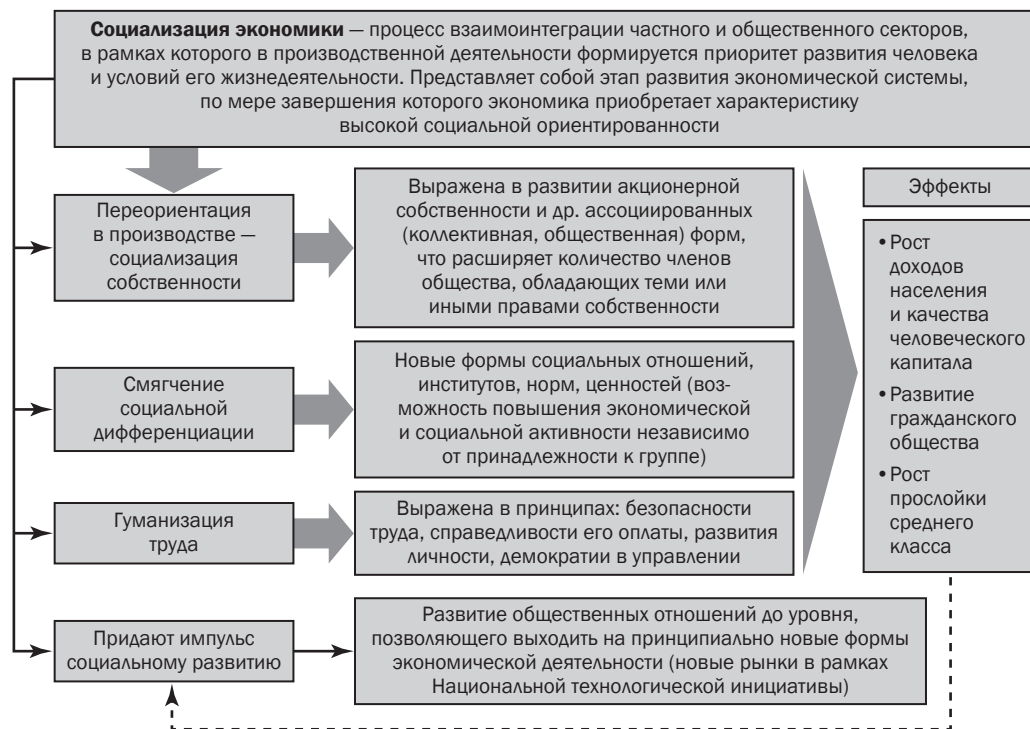 Социализация экономики — процесс взаимоинтеграции частного и общественного секторов,
в рамках которого в производственной деятельности формируется приоритет развития человека
и условий его жизнедеятельности. Представляет собой этап развития экономической системы,
по мере завершения которого экономика приобретает характеристику
высокой социальной ориентированности
Переориентация
в производстве —
социализация
собственности
Выражена в развитии акционерной
собственности и др. ассоциированных
(коллективная, общественная) форм,
что расширяет количество членов
общества, обладающих теми или
иными правами собственности
Смягчение
социальной
дифференциации
Новые формы социальных отношений,
институтов, норм, ценностей (воз-
можность повышения экономической
и социальной активности независимо
от принадлежности к группе)
Гуманизация
труда
Выражена в принципах: безопасности
труда, справедливости его оплаты, развития
личности, демократии в управлении
Эффекты
• Рост
доходов
населения
и качества
человеческого
капитала
• Развитие
гражданского
общества
• Рост
прослойки
среднего
класса
Придают импульс
социальному развитию
Развитие общественных отношений до уровня,
позволяющего выходить на принципиально новые формы
экономической деятельности (новые рынки в рамках
Национальной технологической инициативы)